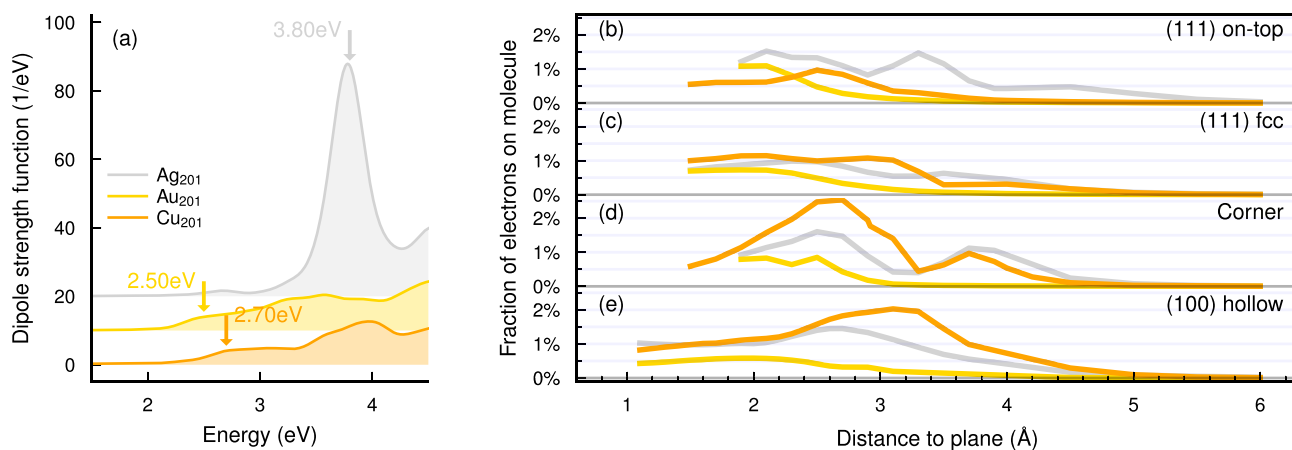 (a)
3.80eV
2.50eV
2.70eV
Ag201
Au201
Cu201
Dipole strength function (1/eV)
100
80
60
40
20
0
2
3
4
Energy (eV)
Fraction of electrons on molecule
(b)
(111) on-top
2%
1%
0%
(c)
(111) fcc
2%
1%
0%
(d)
Corner
2%
1%
0%
(e)
(100) hollow
2%
1%
0%
1
2
3
4
5
6
Distance to plane (Å)